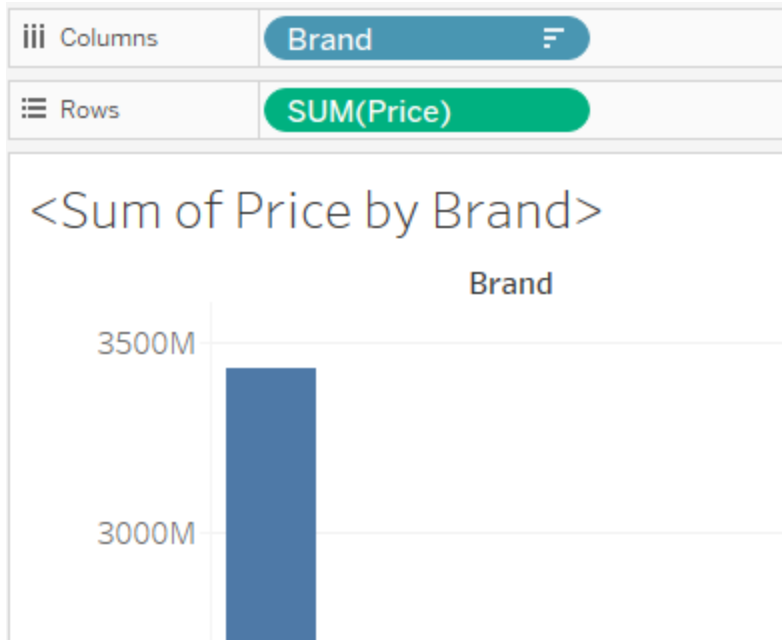 Columns
Brand
Rows
SUM(Price)
<Sum of Price by Brand>
Brand
3500M
3000M